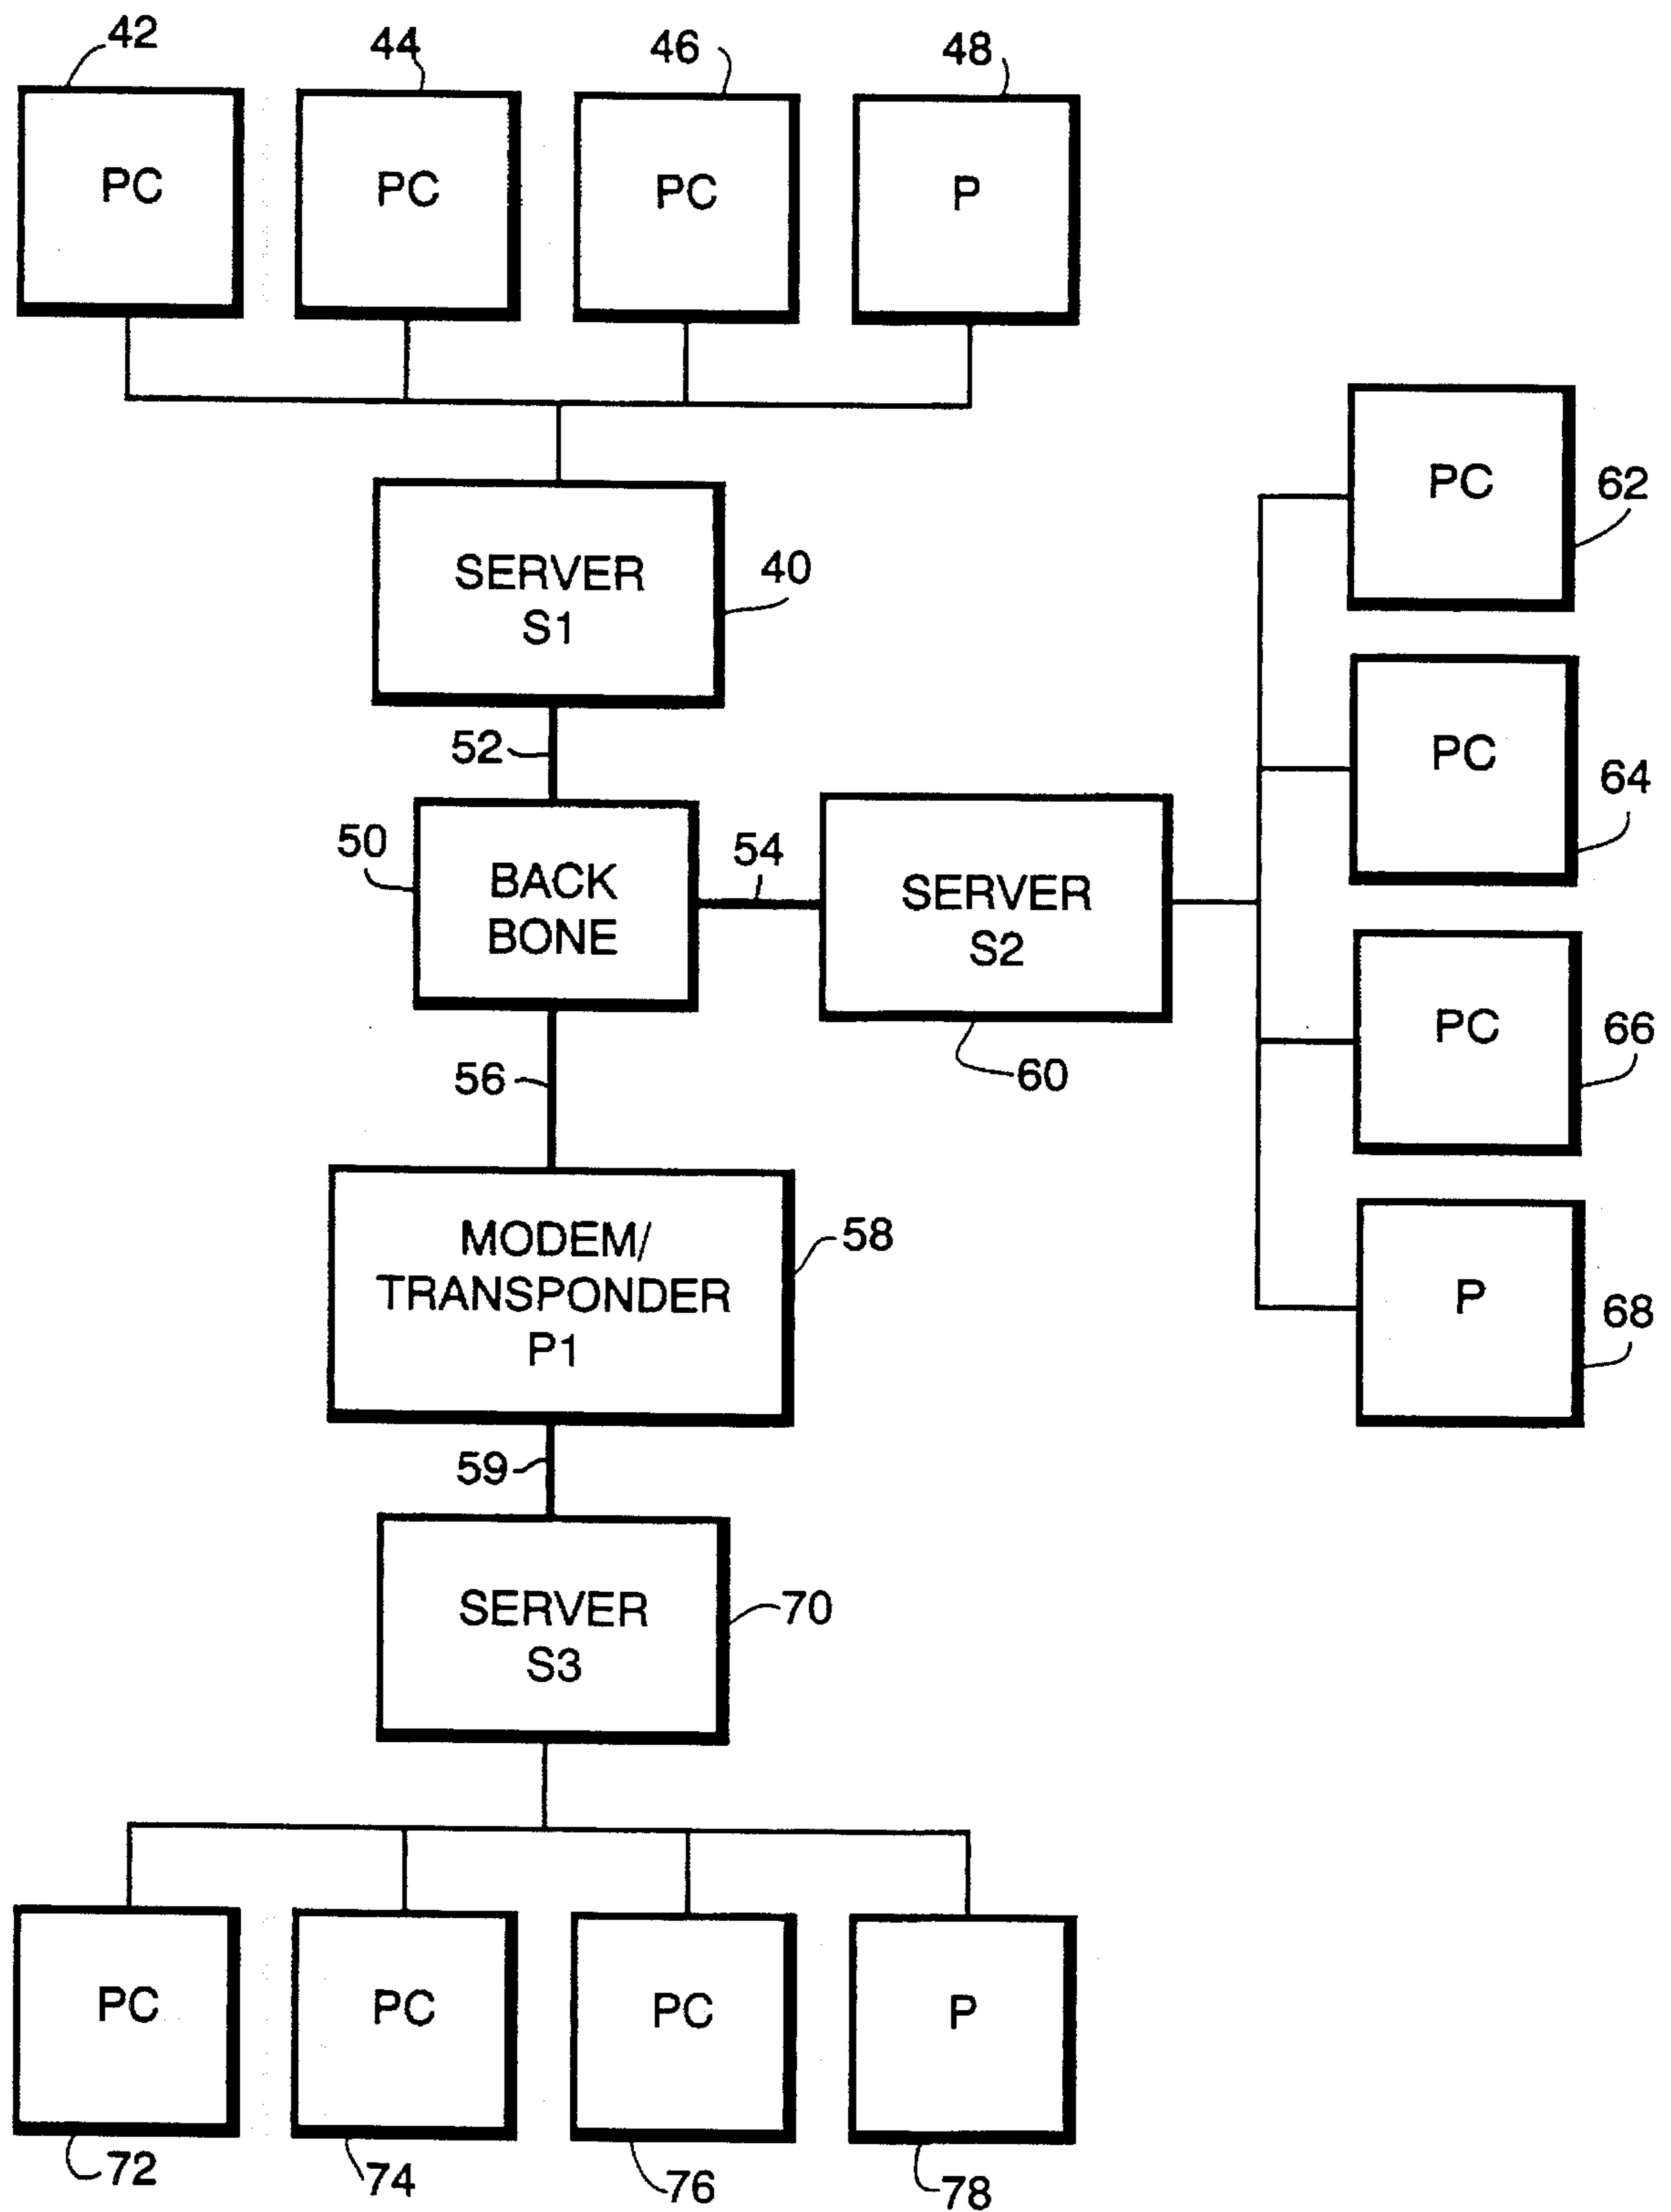 42
44
46
48
PC
PC
PC
P
SERVER
S1
40
PC
62
52
PC
64
50
BACK
BONE
54
SERVER
S2
60
PC
66
56
P
68
MODEM/
TRANSPONDER
P1
58
59
SERVER
S3
70
PC
PC
PC
P
72
74
76
78